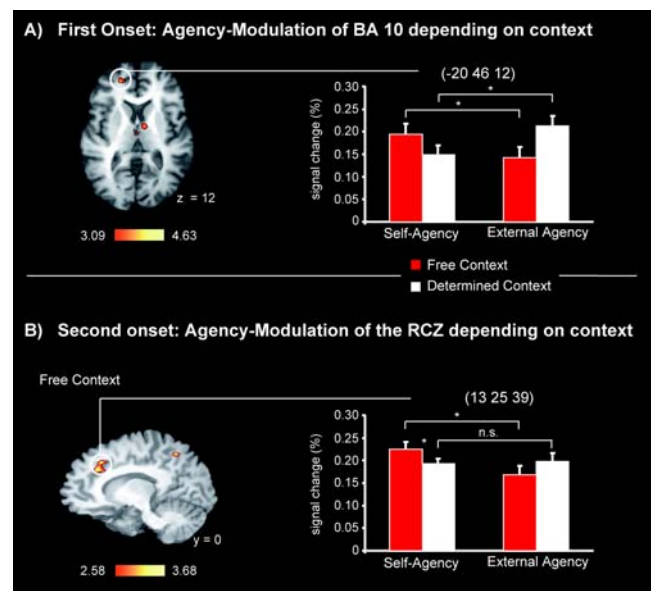 A) First Onset: Agency-Modulation of BA 10 depending on context
(-20 46 12)
*
*
0.30
0.25
0.20
0.15
0.10
0.05
0
signal change (%)
z = 12
3.09 4.63
Self-Agency External Agency
Free Context
Determined Context
B) Second onset: Agency-Modulation of the RCZ depending on context
Free Context
(13 25 39)
*
* n.s.
0.30
0.25
0.20
0.15
0.10
0.05
0
signal change (%)
y = 0
2.58 3.68
Self-Agency External Agency